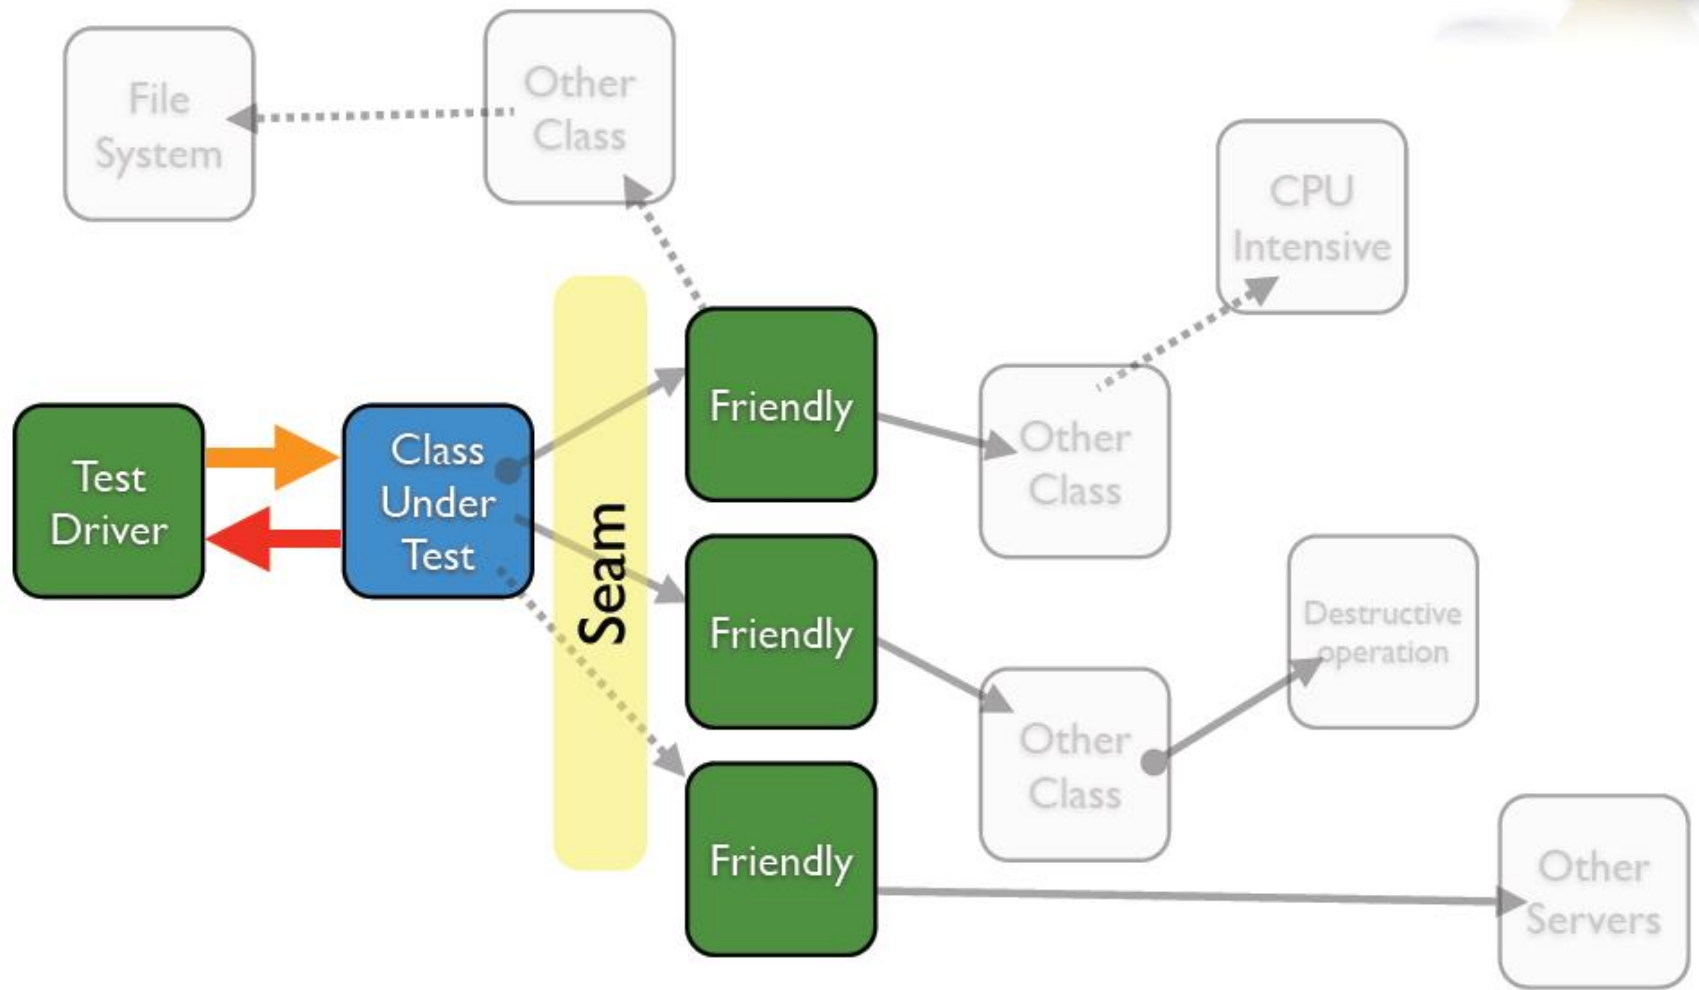 File
System
Other
Class
CPU
Intensive
Test
Driver
Class
Under
Test
Seam
Friendly
Other
Class
Friendly
Destructive
operation
Other
Class
Friendly
Other
Servers